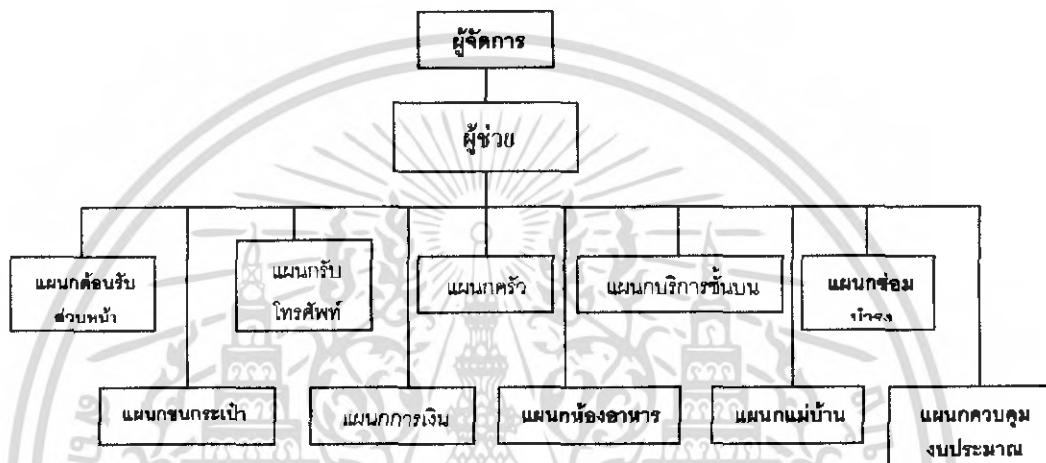 ผู้จัดการ
ผู้ช่วย
แผนกต้อนรับ
ส่วนหน้า
แผนกรับ
โทรศัพท์
แผนกครัว
แผนกบริการชั้นบน
แผนกซ่อม
บำรุง
แผนกขนกระเป๋า
แผนกการเงิน
แผนกห้องอาหาร
แผนกแม่บ้าน
แผนกควบคุม
งบประมาณ